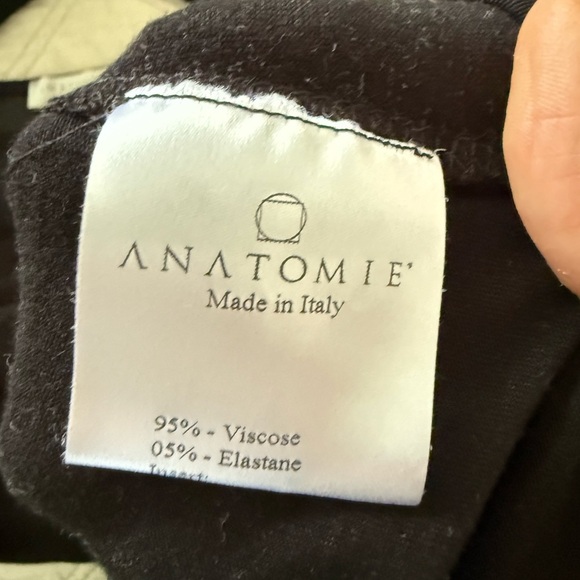 ANATOMIE'
Made in Italy
95% - Viscose
05% - Elastane